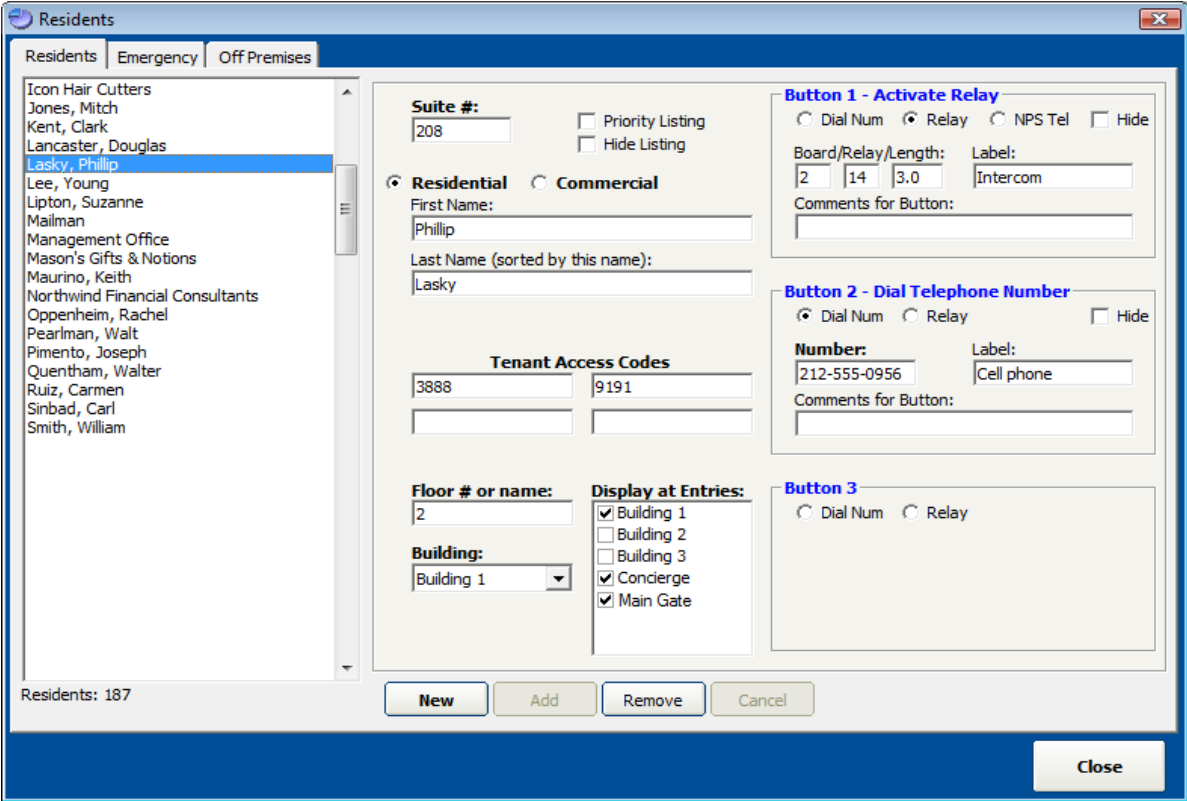 Residents
Residents Emergency Off Premises
Icon Hair Cutters
Jones, Mitch
Kent, Clark
Lancaster, Douglas
Lasky, Phillip
Lee, Young
Lipton, Suzanne
Mailman
Management Office
Mason's Gifts & Notions
Maurino, Keith
Northwind Financial Consultants
Oppenheim, Rachel
Pearlman, Walt
Pimento, Joseph
Quentham, Walter
Ruiz, Carmen
Sinbad, Carl
Smith, William
Residents: 187
Suite #:
208
Priority Listing
Hide Listing
Residential Commercial
First Name:
Phillip
Last Name (sorted by this name):
Lasky
Tenant Access Codes
3888 9191
Floor # or name:
2
Building:
Building 1
Display at Entries:
Building 1
Building 2
Building 3
Concierge
Main Gate
Button 1 - Activate Relay
Dial Num Relay NPS Tel Hide
Board/Relay/Length: Label:
2 14 3.0 Intercom
Comments for Button:
Button 2 - Dial Telephone Number
Dial Num Relay Hide
Number: Label:
212-555-0956 Cell phone
Comments for Button:
Button 3
Dial Num Relay
New Add Remove Cancel
Close